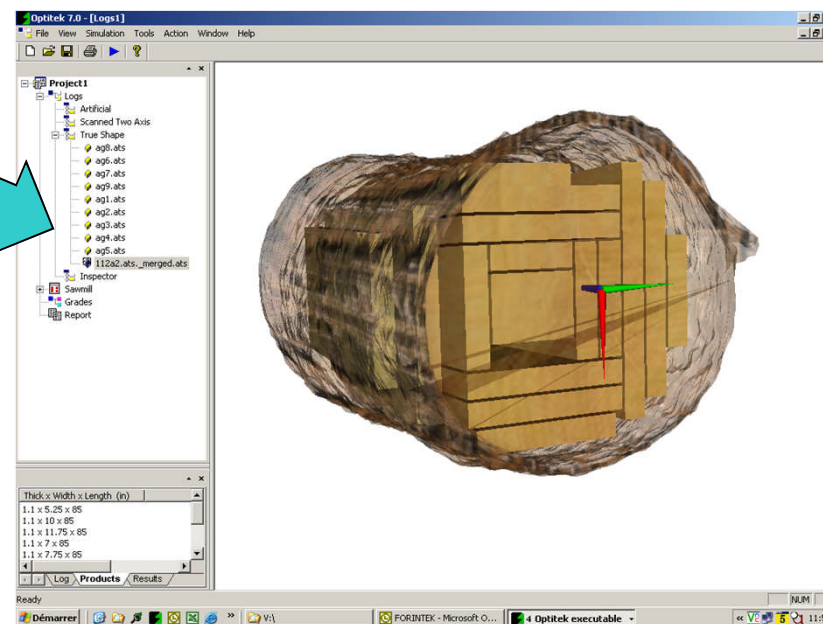 Optitek 7.0 - [Logs1]
File View Simulation Tools Action Window Help
Project1
Logs
Artificial
Scanned Two Axis
True Shape
ag8.ats
ag6.ats
ag7.ats
ag9.ats
ag1.ats
ag2.ats
ag3.ats
ag4.ats
ag5.ats
112a2.ats._merged.ats
Inspector
Sawmill
Grades
Report
Thick x Width x Length (in)
1.1 x 5.25 x 85
1.1 x 10 x 85
1.1 x 11.75 x 85
1.1 x 7 x 85
1.1 x 7.75 x 85
Log Products Results
Ready NUM
Démarrer » V:\ FORINTEK - Microsoft O... 4 Optitek executable «